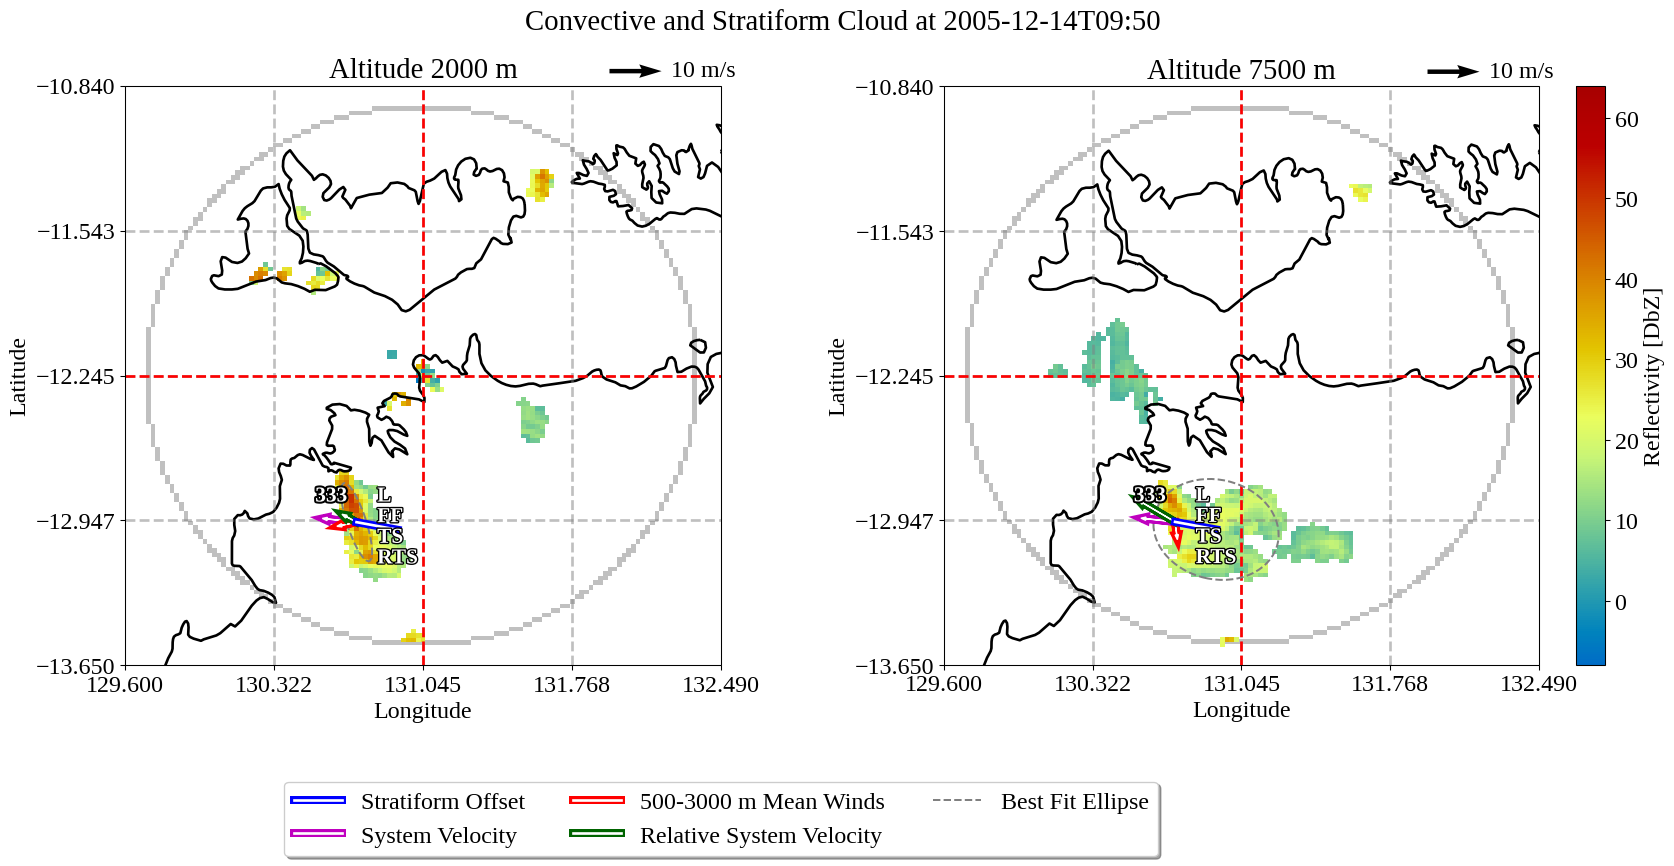 Convective and Stratiform Cloud at 2005-12-14T09:50
Altitude 2000 m
10 m/s
−10.840
−11.543
−12.245
−12.947
−13.650
Latitude
333
L
FF
TS
RTS
129.600
130.322
131.045
131.768
132.490
Longitude
Altitude 7500 m
10 m/s
−10.840
−11.543
−12.245
−12.947
−13.650
Latitude
333
L
FF
TS
RTS
129.600
130.322
131.045
131.768
132.490
Longitude
60
50
40
30
20
10
0
Reflectivity [DbZ]
Stratiform Offset
System Velocity
500-3000 m Mean Winds
Relative System Velocity
Best Fit Ellipse